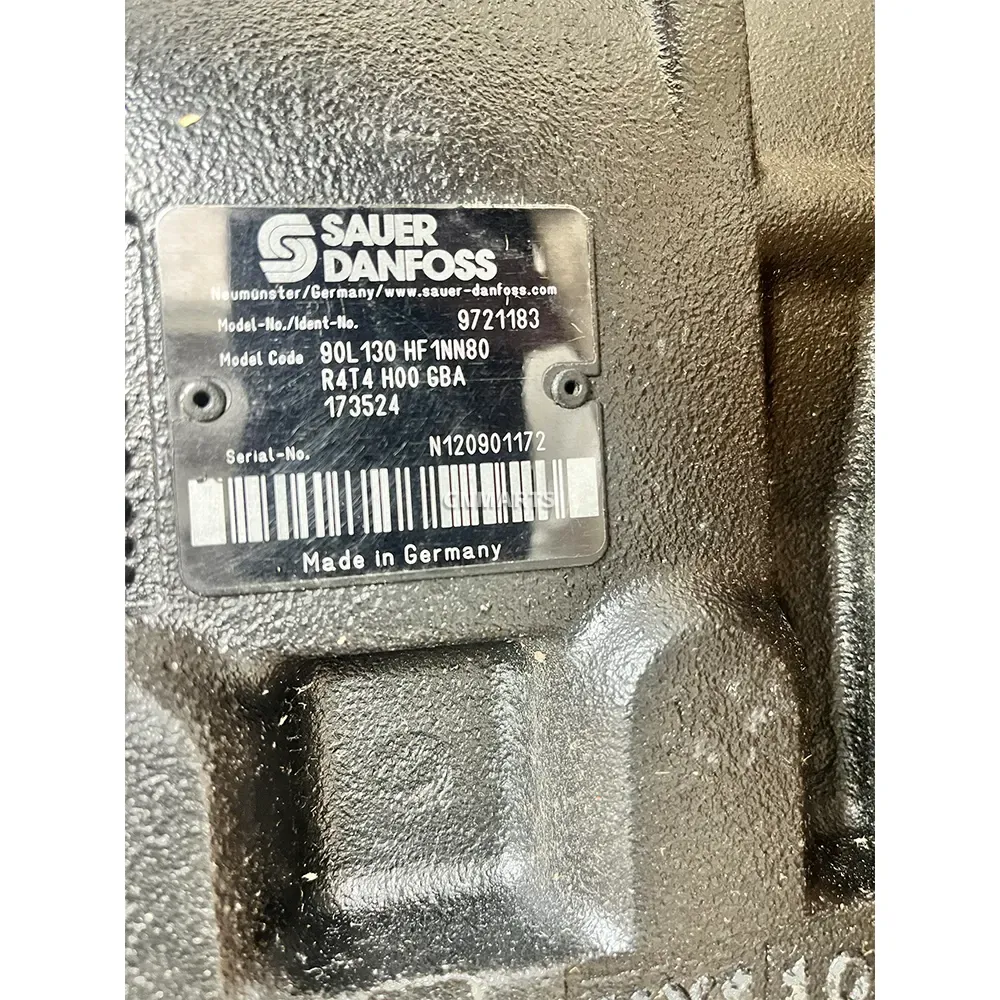 SAUER
DANFOSS
Neumünster/Germany/www.sauer-danfoss.com
Model-No./Ident-No. 9721183
Model Code 90L130 HF1NN80
R4T4 H00 GBA
173524
Serial-No. N120901172
CNMARTS
Made in Germany